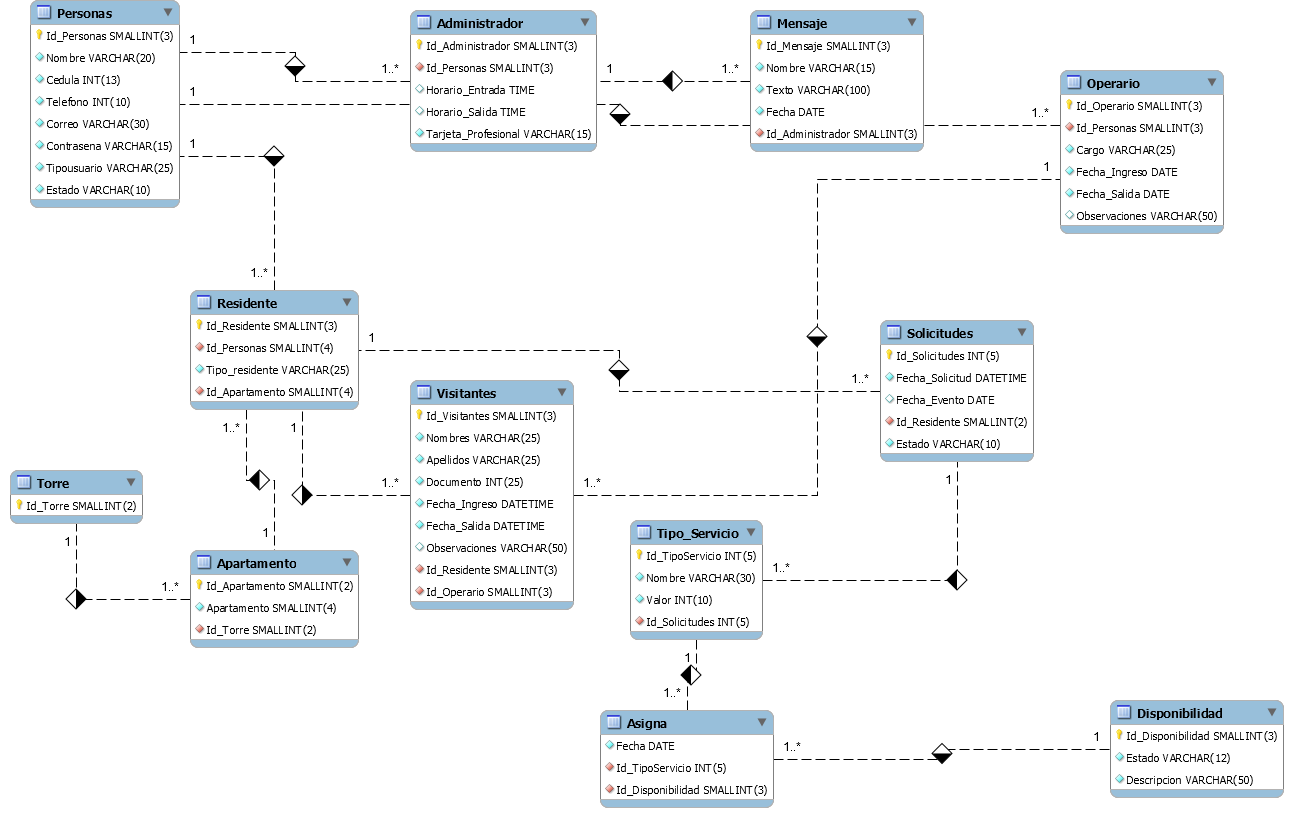 Personas
Id_Personas SMALLINT(3)
Nombre VARCHAR(20)
Cedula INT(13)
Telefono INT(10)
Correo VARCHAR(30)
Contrasena VARCHAR(15)
Tipousuario VARCHAR(25)
Estado VARCHAR(10)
1
1..*
1
1
1..*
Administrador
Id_Administrador SMALLINT(3)
Id_Personas SMALLINT(3)
Horario_Entrada TIME
Horario_Salida TIME
Tarjeta_Profesional VARCHAR(15)
1
1..*
Mensaje
Id_Mensaje SMALLINT(3)
Nombre VARCHAR(15)
Texto VARCHAR(100)
Fecha DATE
Id_Administrador SMALLINT(3)
1..*
1
Operario
Id_Operario SMALLINT(3)
Id_Personas SMALLINT(3)
Cargo VARCHAR(25)
Fecha_Ingreso DATE
Fecha_Salida DATE
Observaciones VARCHAR(50)
Residente
Id_Residente SMALLINT(3)
Id_Personas SMALLINT(4)
Tipo_residente VARCHAR(25)
Id_Apartamento SMALLINT(4)
1
1..*
1..*
1
1..*
1
Visitantes
Id_Visitantes SMALLINT(3)
Nombres VARCHAR(25)
Apellidos VARCHAR(25)
Documento INT(25)
Fecha_Ingreso DATETIME
Fecha_Salida DATETIME
Observaciones VARCHAR(50)
Id_Residente SMALLINT(3)
Id_Operario SMALLINT(3)
1..*
Solicitudes
Id_Solicitudes INT(5)
Fecha_Solicitud DATETIME
Fecha_Evento DATE
Id_Residente SMALLINT(2)
Estado VARCHAR(10)
1
1..*
Torre
Id_Torre SMALLINT(2)
1
1..*
Apartamento
Id_Apartamento SMALLINT(2)
Apartamento SMALLINT(4)
Id_Torre SMALLINT(2)
Tipo_Servicio
Id_TipoServicio INT(5)
Nombre VARCHAR(30)
Valor INT(10)
Id_Solicitudes INT(5)
1
1..*
Asigna
Fecha DATE
Id_TipoServicio INT(5)
Id_Disponibilidad SMALLINT(3)
1..*
1
Disponibilidad
Id_Disponibilidad SMALLINT(3)
Estado VARCHAR(12)
Descripcion VARCHAR(50)